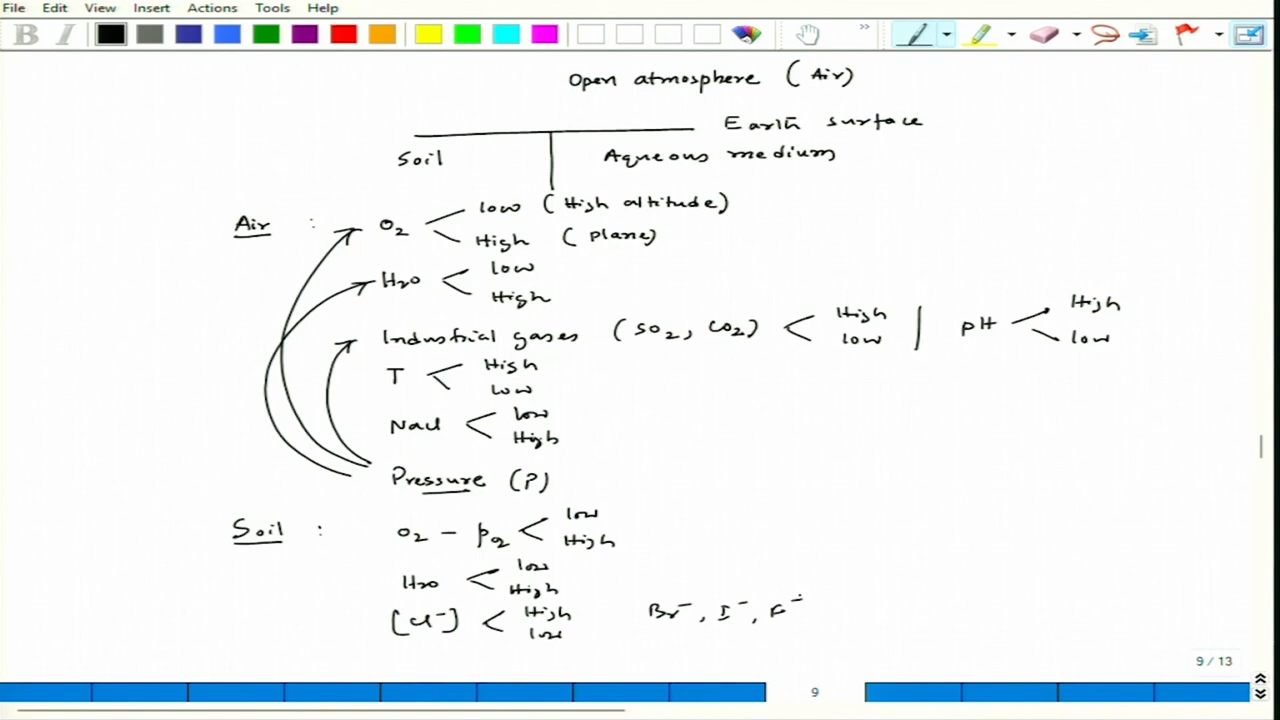 File Edit View Insert Actions Tools Help
B I
Open atmosphere (Air)
Earth surface
Soil Aqueous medium
Air : O₂ low (High altitude)
High (plane)
H₂O low
High
Industrial gases (SO₂, CO₂) High low | pH High low
T High
low
NaCl low
High
Pressure (P)
Soil : O₂ - pO₂ low
High
H₂O low
High
[Cl⁻] High Br⁻, I⁻, F⁻
low
9 / 13
9